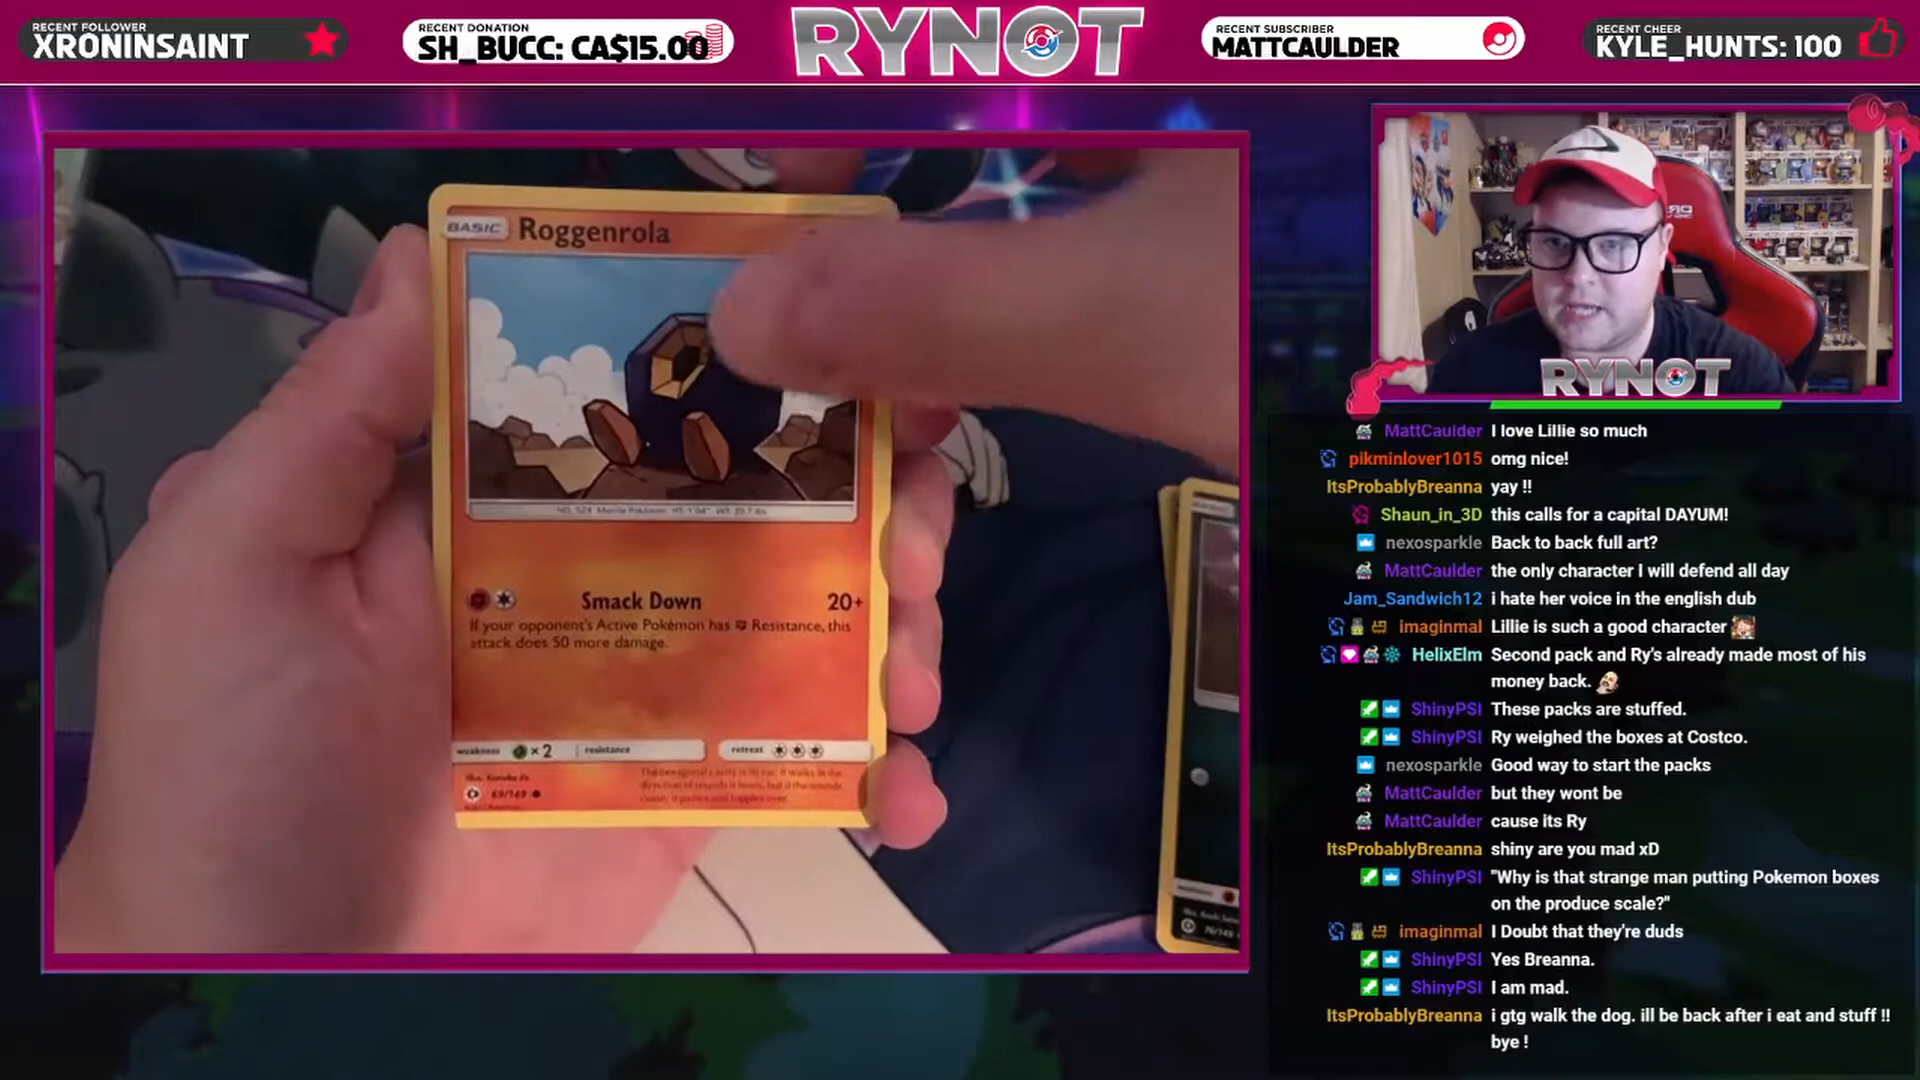 RECENT FOLLOWER
XRONINSAINT
RECENT DONATION
SH_BUCC: CA$15.00
RYNOT
RECENT SUBSCRIBER
MATTCAULDER
RECENT CHEER
KYLE_HUNTS: 100
BASIC Roggenrola
Smack Down 20+
If your opponent's Active Pokémon has Resistance, this
attack does 50 more damage.
weakness ×2 resistance retreat
69/149
RYNOT
MattCaulder I love Lillie so much
pikminlover1015 omg nice!
ItsProbablyBreanna yay !!
Shaun_in_3D this calls for a capital DAYUM!
nexosparkle Back to back full art?
MattCaulder the only character I will defend all day
Jam_Sandwich12 i hate her voice in the english dub
imaginmal Lillie is such a good character
HelixElm Second pack and Ry's already made most of his
money back.
ShinyPSI These packs are stuffed.
ShinyPSI Ry weighed the boxes at Costco.
nexosparkle Good way to start the packs
MattCaulder but they wont be
MattCaulder cause its Ry
ItsProbablyBreanna shiny are you mad xD
ShinyPSI "Why is that strange man putting Pokemon boxes
on the produce scale?"
imaginmal I Doubt that they're duds
ShinyPSI Yes Breanna.
ShinyPSI I am mad.
ItsProbablyBreanna i gtg walk the dog. ill be back after i eat and stuff !!
bye !